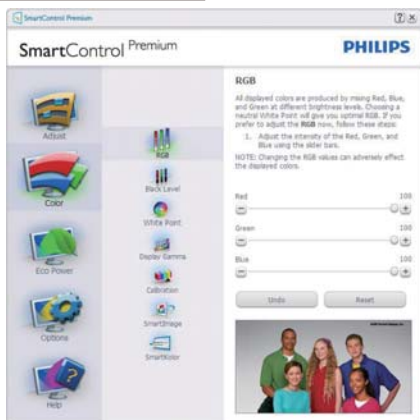 SmartControl Premium
SmartControl Premium
PHILIPS
Adjust
Color
Eco Power
Options
Help
RGB
Black Level
White Point
Display Gamma
Calibration
SmartImage
SmartKolor
RGB
All displayed colors are produced by mixing Red, Blue,
and Green at different brightness levels. Choosing a
neutral White Point will give you optimal RGB. If you
prefer to adjust the RGB now, follow these steps:
1. Adjust the intensity of the Red, Green, and
Blue using the slider bars.
NOTE: Changing the RGB values can adversely effect
the displayed colors.
Red 100
Green 100
Blue 100
Undo Reset